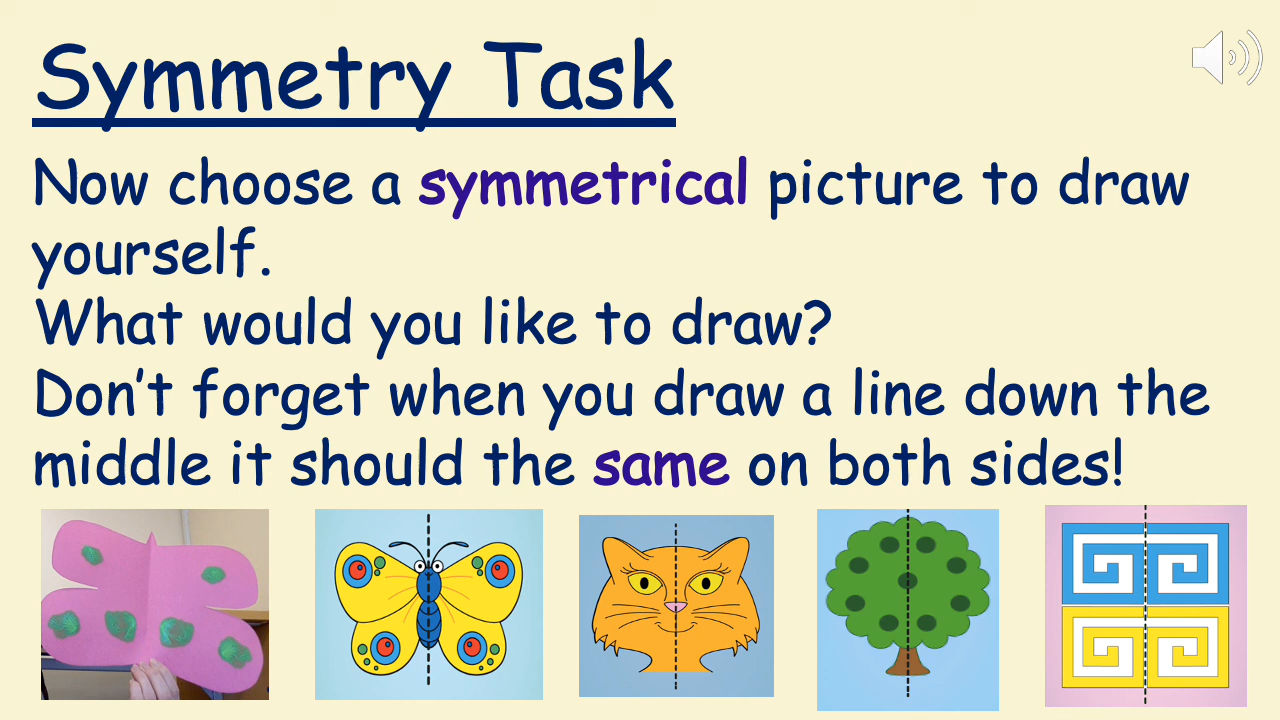 Symmetry Task
Now choose a symmetrical picture to draw
yourself.
What would you like to draw?
Don’t forget when you draw a line down the
middle it should the same on both sides!